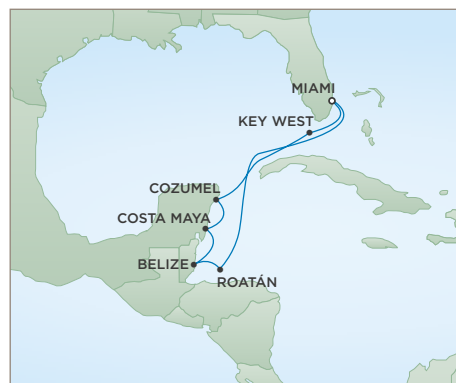 MIAMI
KEY WEST
COZUMEL
COSTA MAYA
BELIZE
ROATÁN